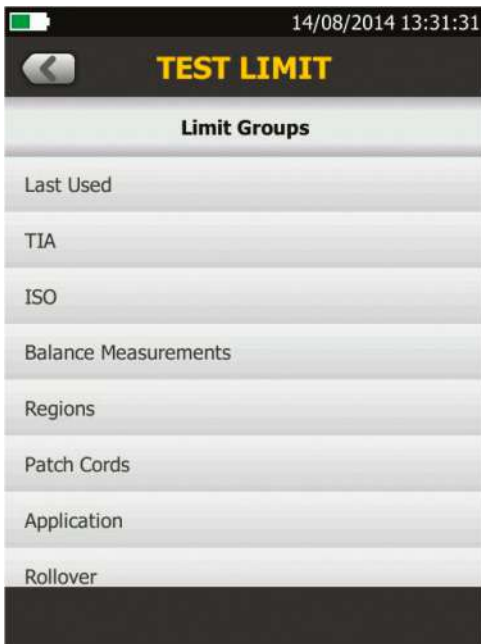 14/08/2014 13:31:31
TEST LIMIT
Limit Groups
Last Used
TIA
ISO
Balance Measurements
Regions
Patch Cords
Application
Rollover